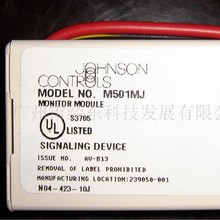 JOHNSON
CONTROLS
MODEL NO. M501MJ
MONITOR MODULE
S3705
UL
LISTED
SIGNALING DEVICE
ISSUE NO. AV-813
REMOVAL OF LABEL PROHIBITED
MANUFACTURING LOCATION:239050-001
N04-423-10J